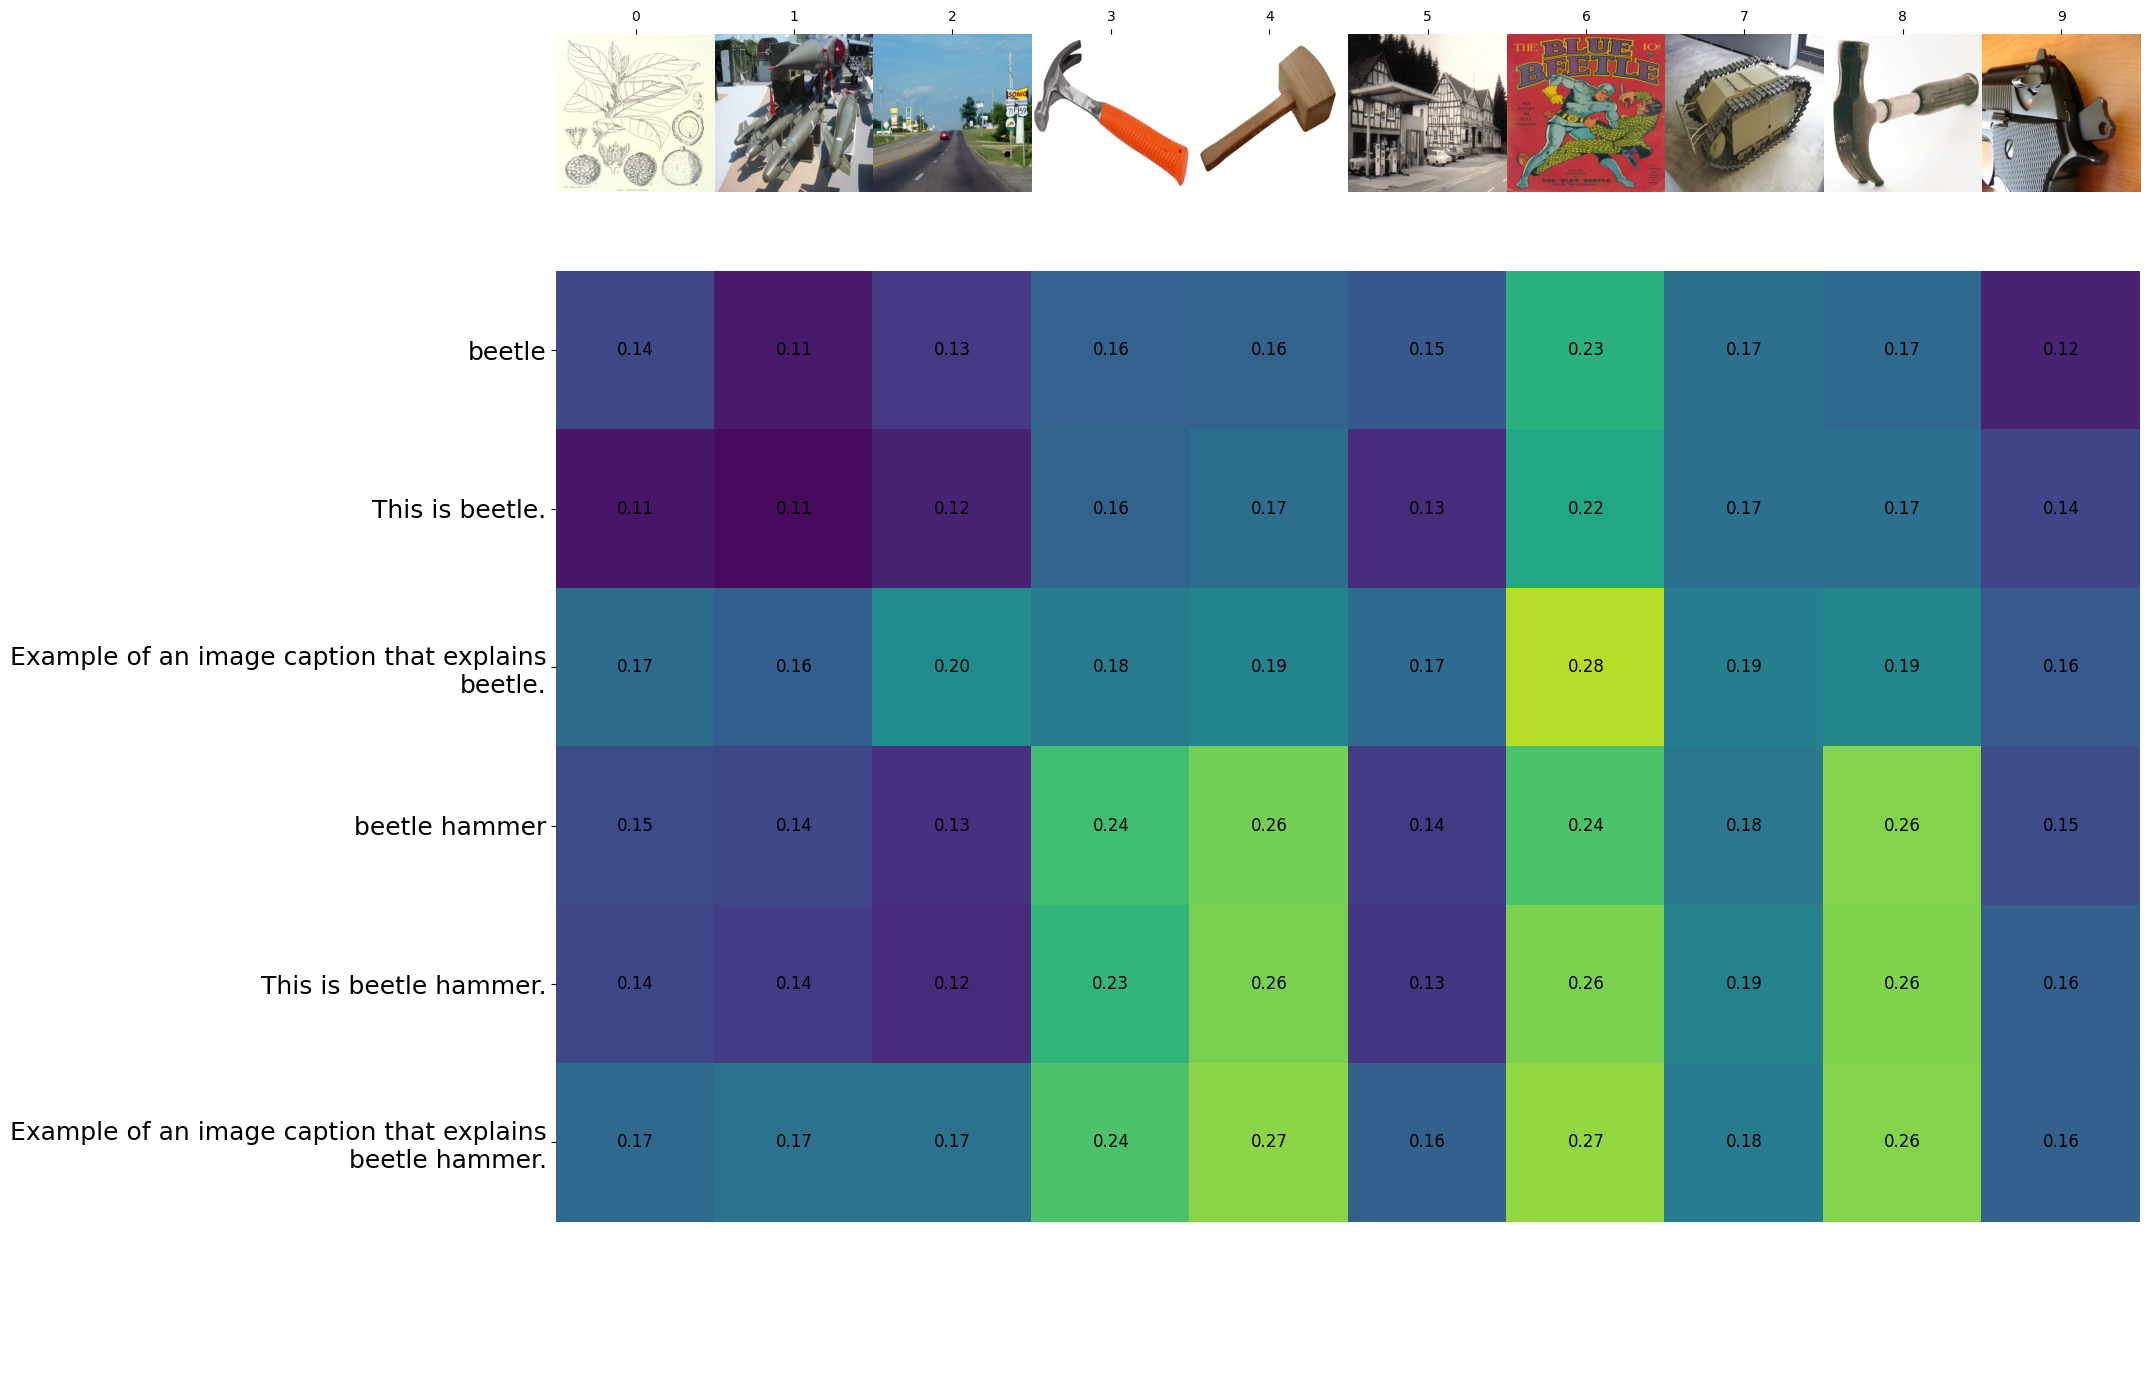 0 1 2 3 4 5 6 7 8 9
THE BLUE 10¢
BEETLE
SONIC
THE BLUE BEETLE
beetle 0.14 0.11 0.13 0.16 0.16 0.15 0.23 0.17 0.17 0.12
This is beetle. 0.11 0.11 0.12 0.16 0.17 0.13 0.22 0.17 0.17 0.14
Example of an image caption that explains
beetle. 0.17 0.16 0.20 0.18 0.19 0.17 0.28 0.19 0.19 0.16
beetle hammer 0.15 0.14 0.13 0.24 0.26 0.14 0.24 0.18 0.26 0.15
This is beetle hammer. 0.14 0.14 0.12 0.23 0.26 0.13 0.26 0.19 0.26 0.16
Example of an image caption that explains
beetle hammer. 0.17 0.17 0.17 0.24 0.27 0.16 0.27 0.18 0.26 0.16